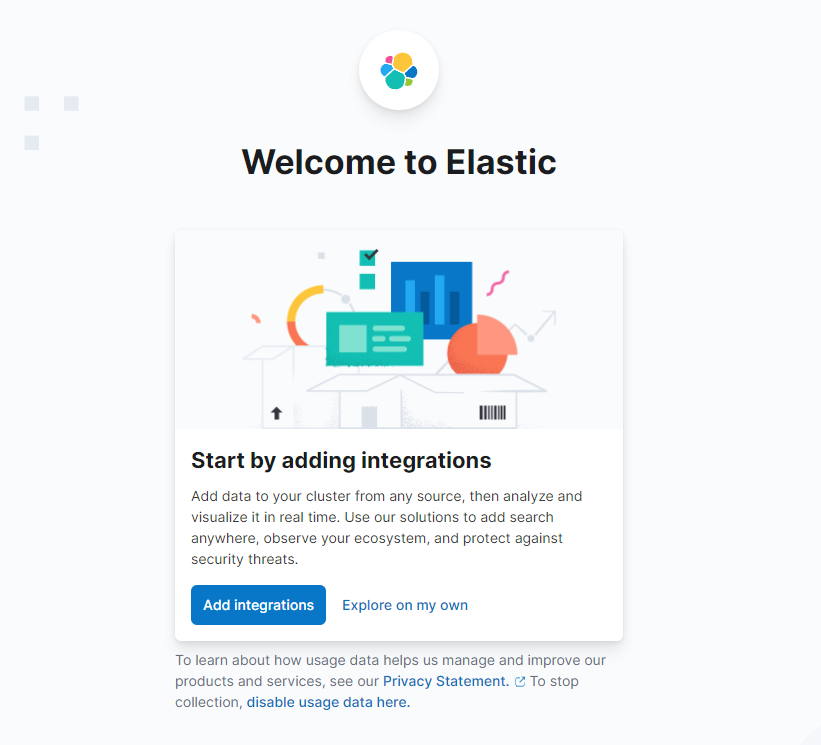 Welcome to Elastic
Start by adding integrations
Add data to your cluster from any source, then analyze and
visualize it in real time. Use our solutions to add search
anywhere, observe your ecosystem, and protect against
security threats.
Add integrations
Explore on my own
To learn about how usage data helps us manage and improve our
products and services, see our Privacy Statement. To stop
collection, disable usage data here.